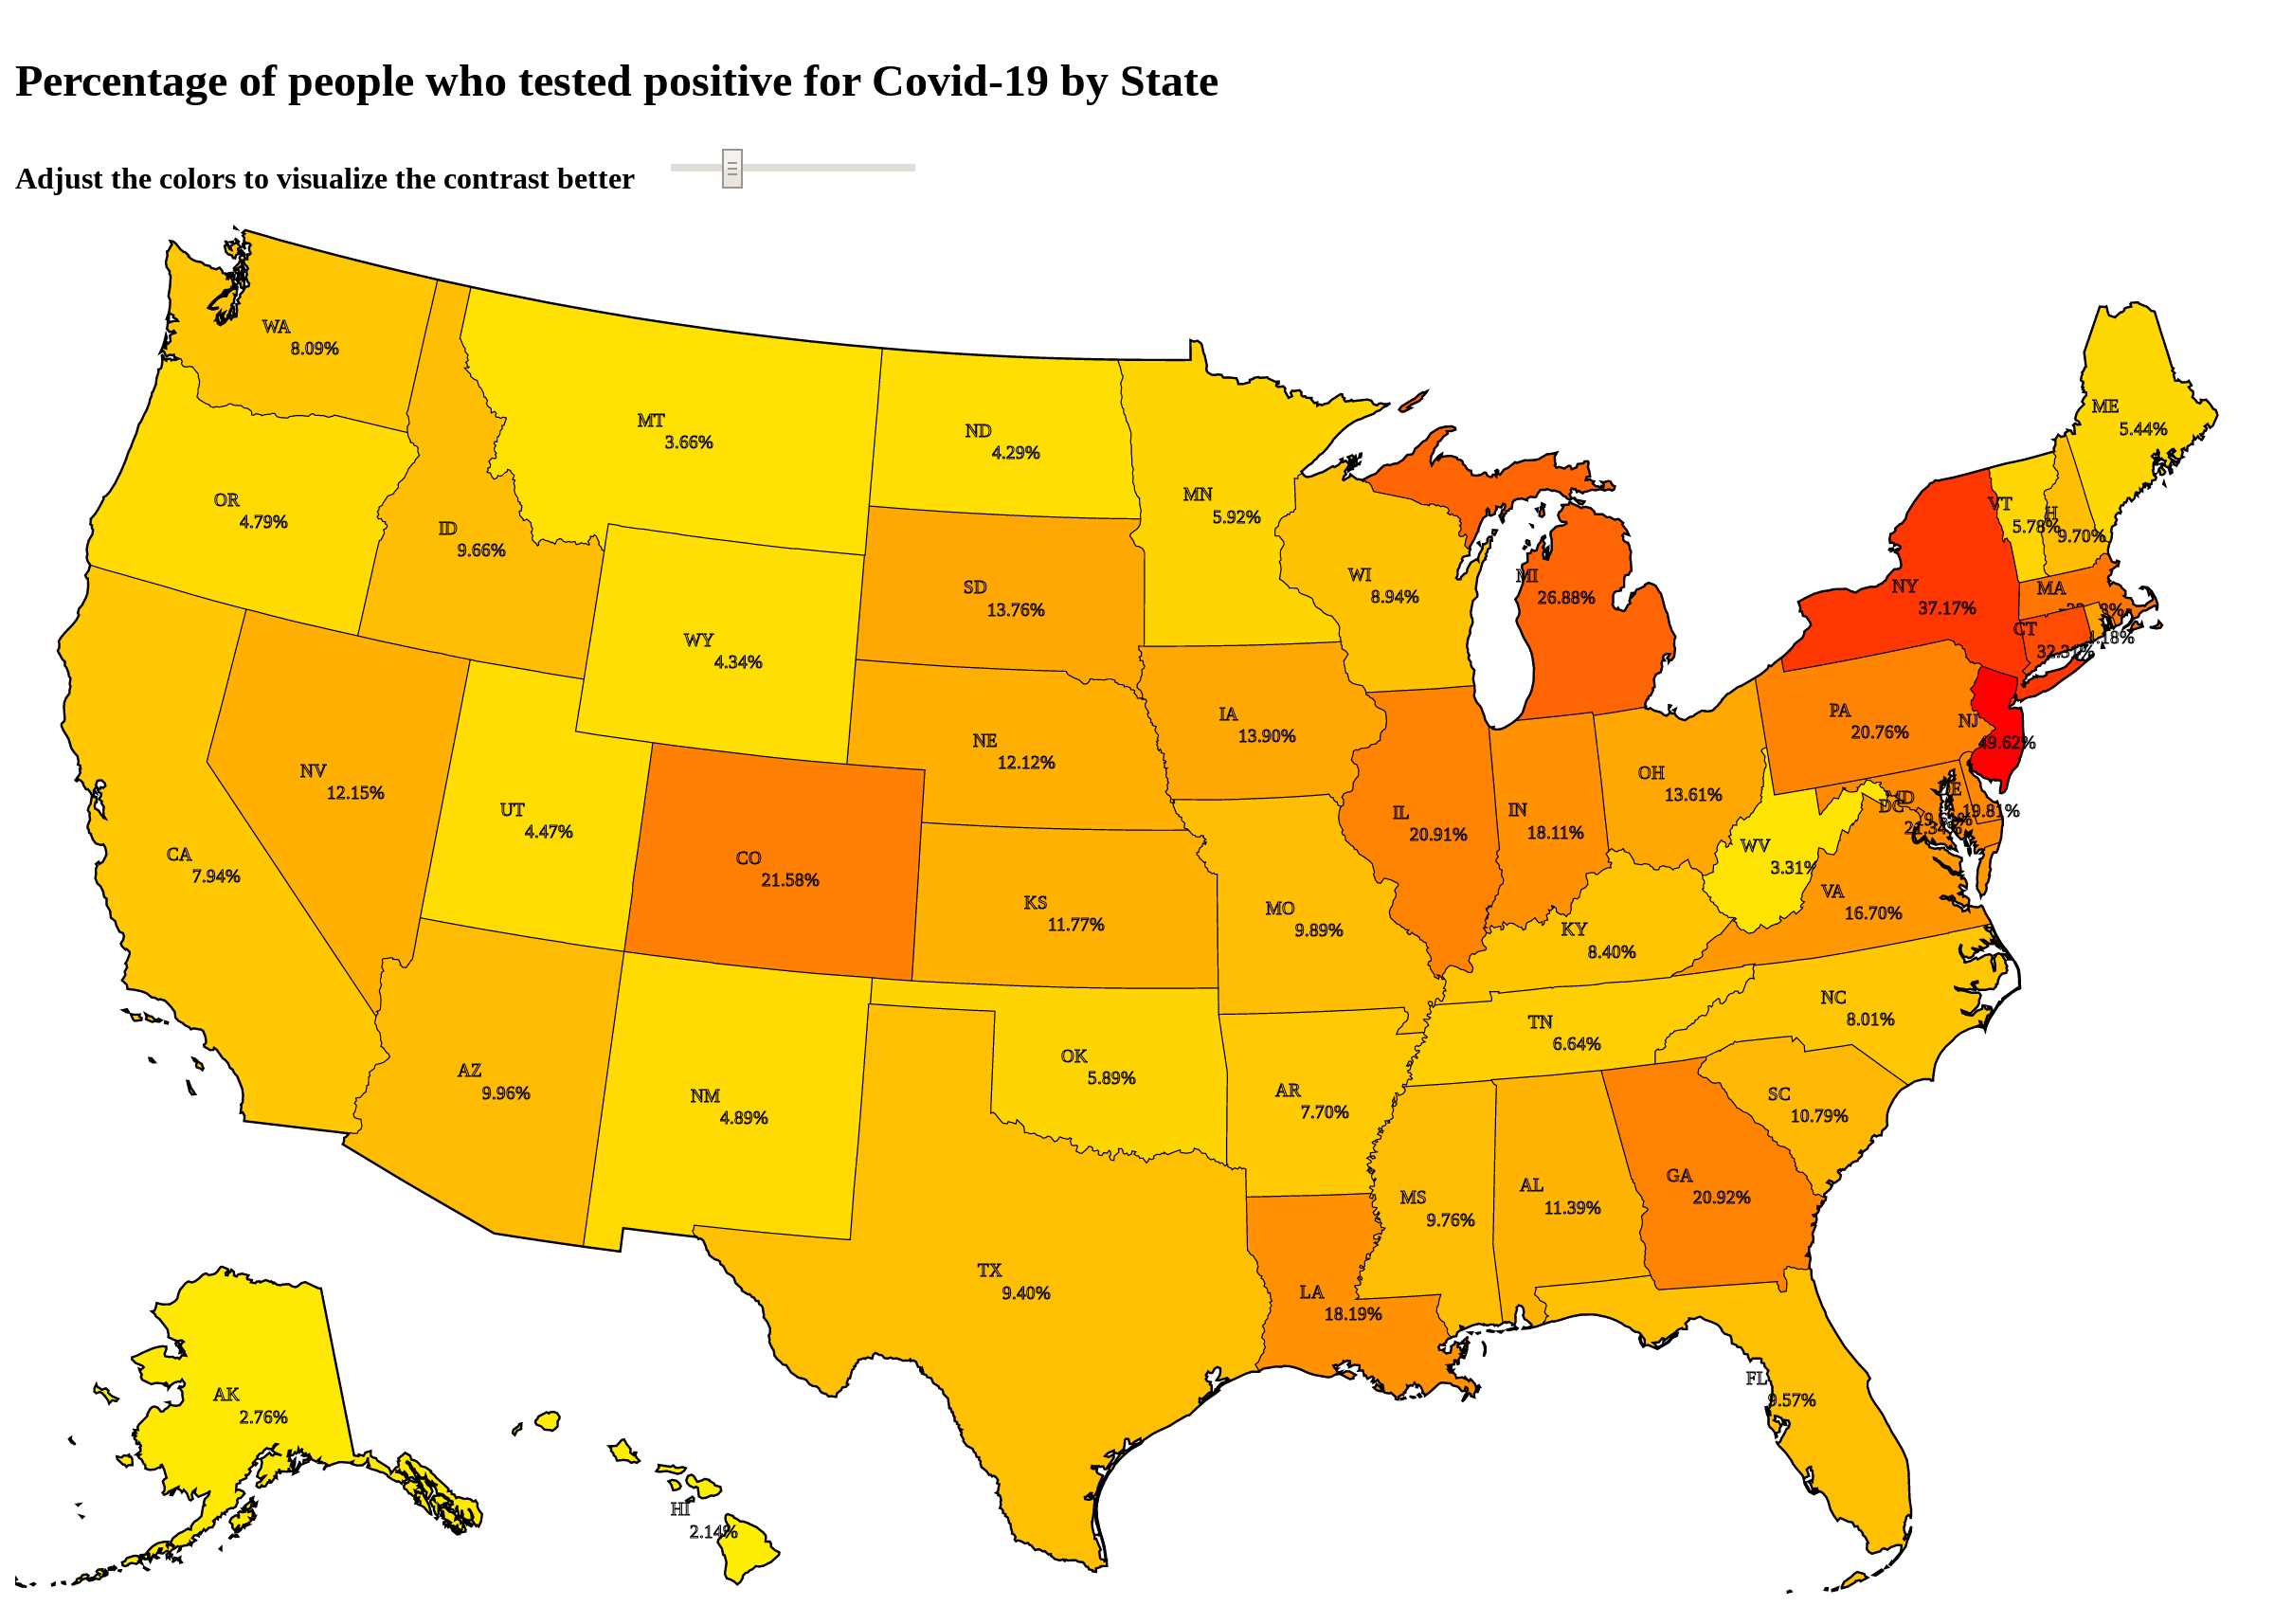 Percentage of people who tested positive for Covid-19 by State
Adjust the colors to visualize the contrast better
WA
8.09%
MT
3.66%
ND
4.29%
ME
5.44%
OR
4.79%
ID
9.66%
MN
5.92%
VT
5.78%
9.70%
WI
8.94%
MI
26.88%
SD
13.76%
NY
37.17%
MA
CT
32.31%
WY
4.34%
IA
13.90%
PA
20.76%
NJ
49.62%
NE
12.12%
NV
12.15%
OH
13.61%
UT
4.47%
IL
20.91%
IN
18.11%
DE
19.81%
MD
DC
21.34%
CO
21.58%
CA
7.94%
WV
3.31%
VA
16.70%
KS
11.77%
MO
9.89%
KY
8.40%
NC
8.01%
TN
6.64%
OK
5.89%
AZ
9.96%
NM
4.89%
AR
7.70%
SC
10.79%
GA
20.92%
MS
9.76%
AL
11.39%
TX
9.40%
LA
18.19%
FL
9.57%
AK
2.76%
HI
2.14%